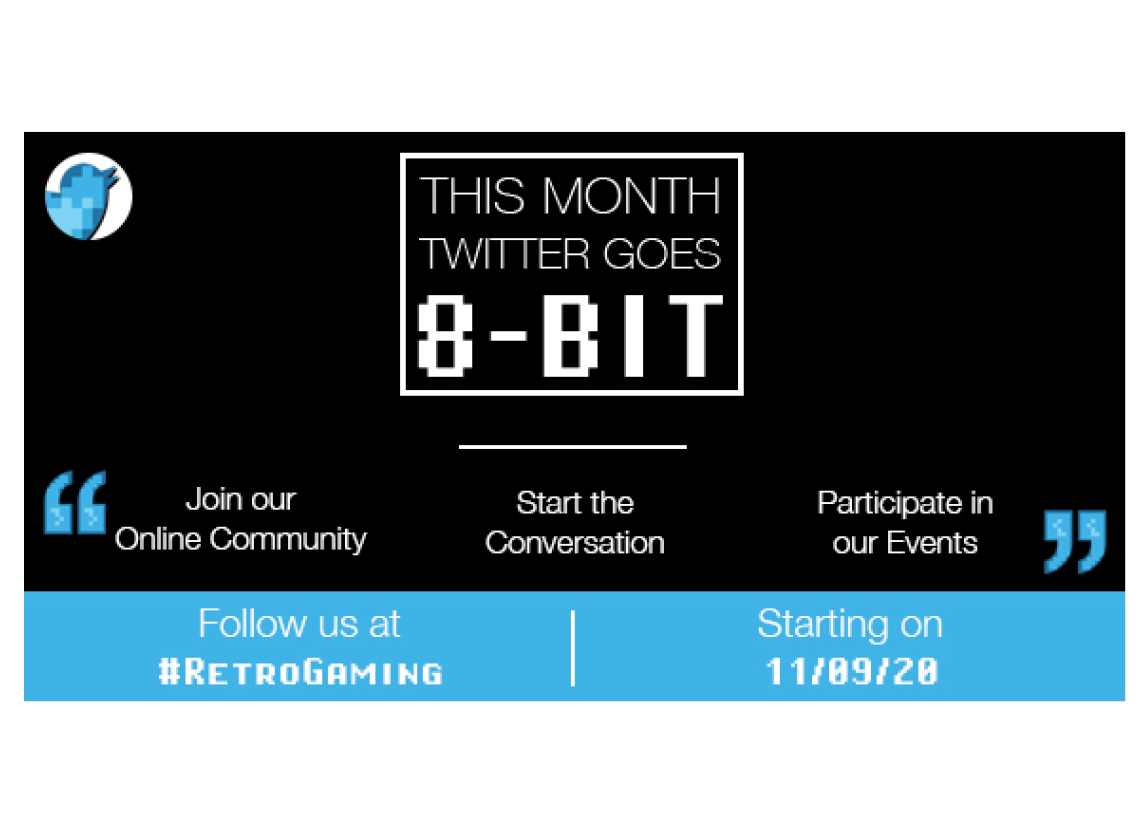 THIS MONTH
TWITTER GOES
8-BIT
“
Join our
Online Community
Start the
Conversation
Participate in
our Events
”
Follow us at
#RetroGaming
Starting on
11/09/20